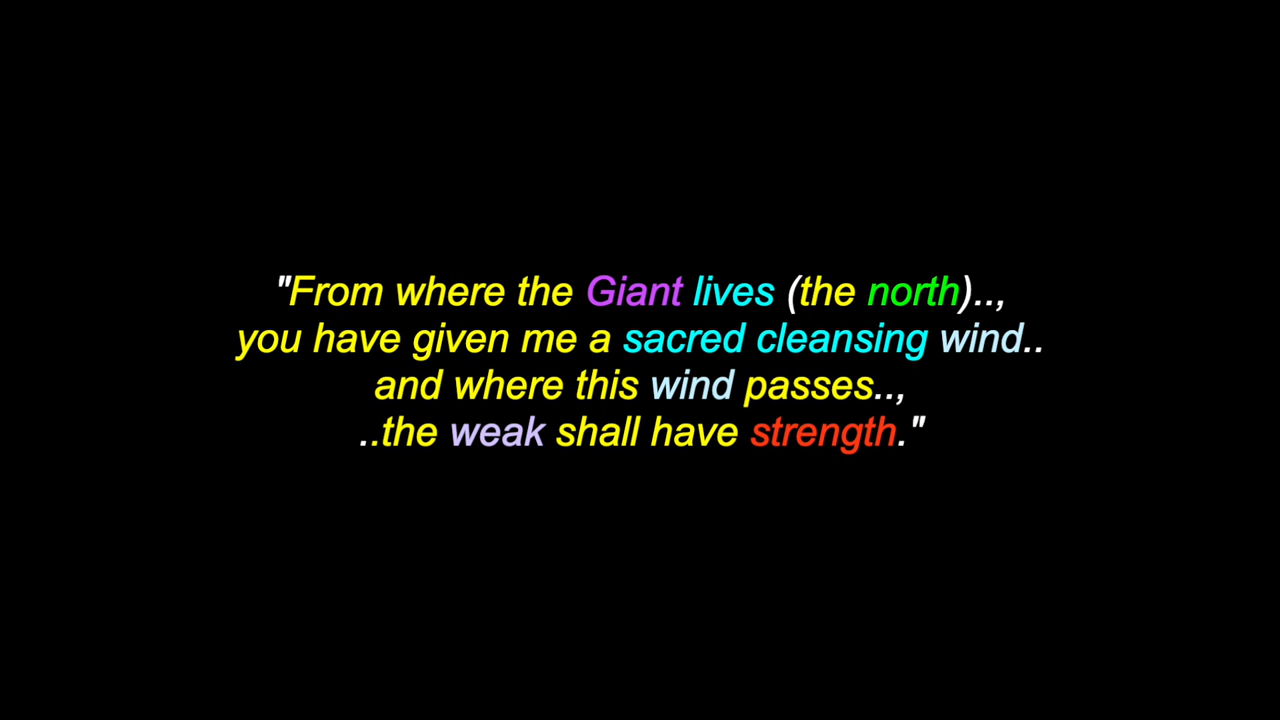 "From where the Giant lives (the north)..,
you have given me a sacred cleansing wind..
and where this wind passes..,
..the weak shall have strength."